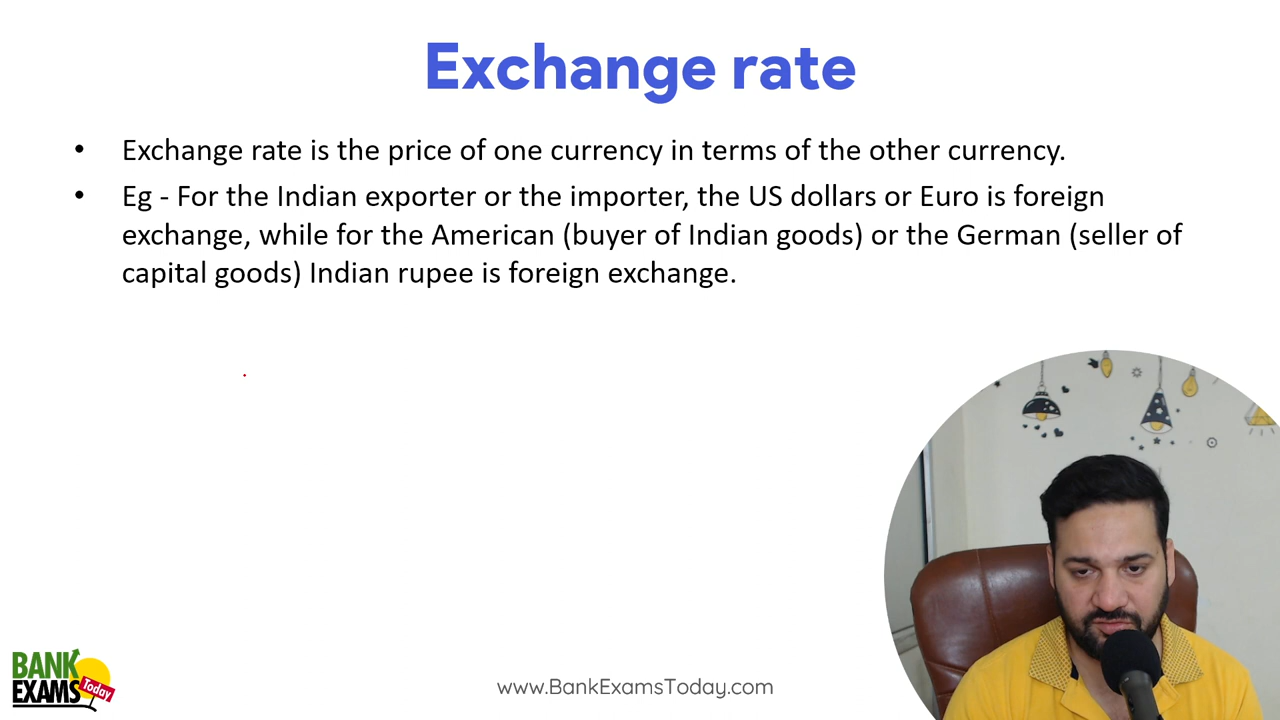 Exchange rate
• Exchange rate is the price of one currency in terms of the other currency.
• Eg - For the Indian exporter or the importer, the US dollars or Euro is foreign
exchange, while for the American (buyer of Indian goods) or the German (seller of
capital goods) Indian rupee is foreign exchange.
BANK
EXAMS Today
www.BankExamsToday.com